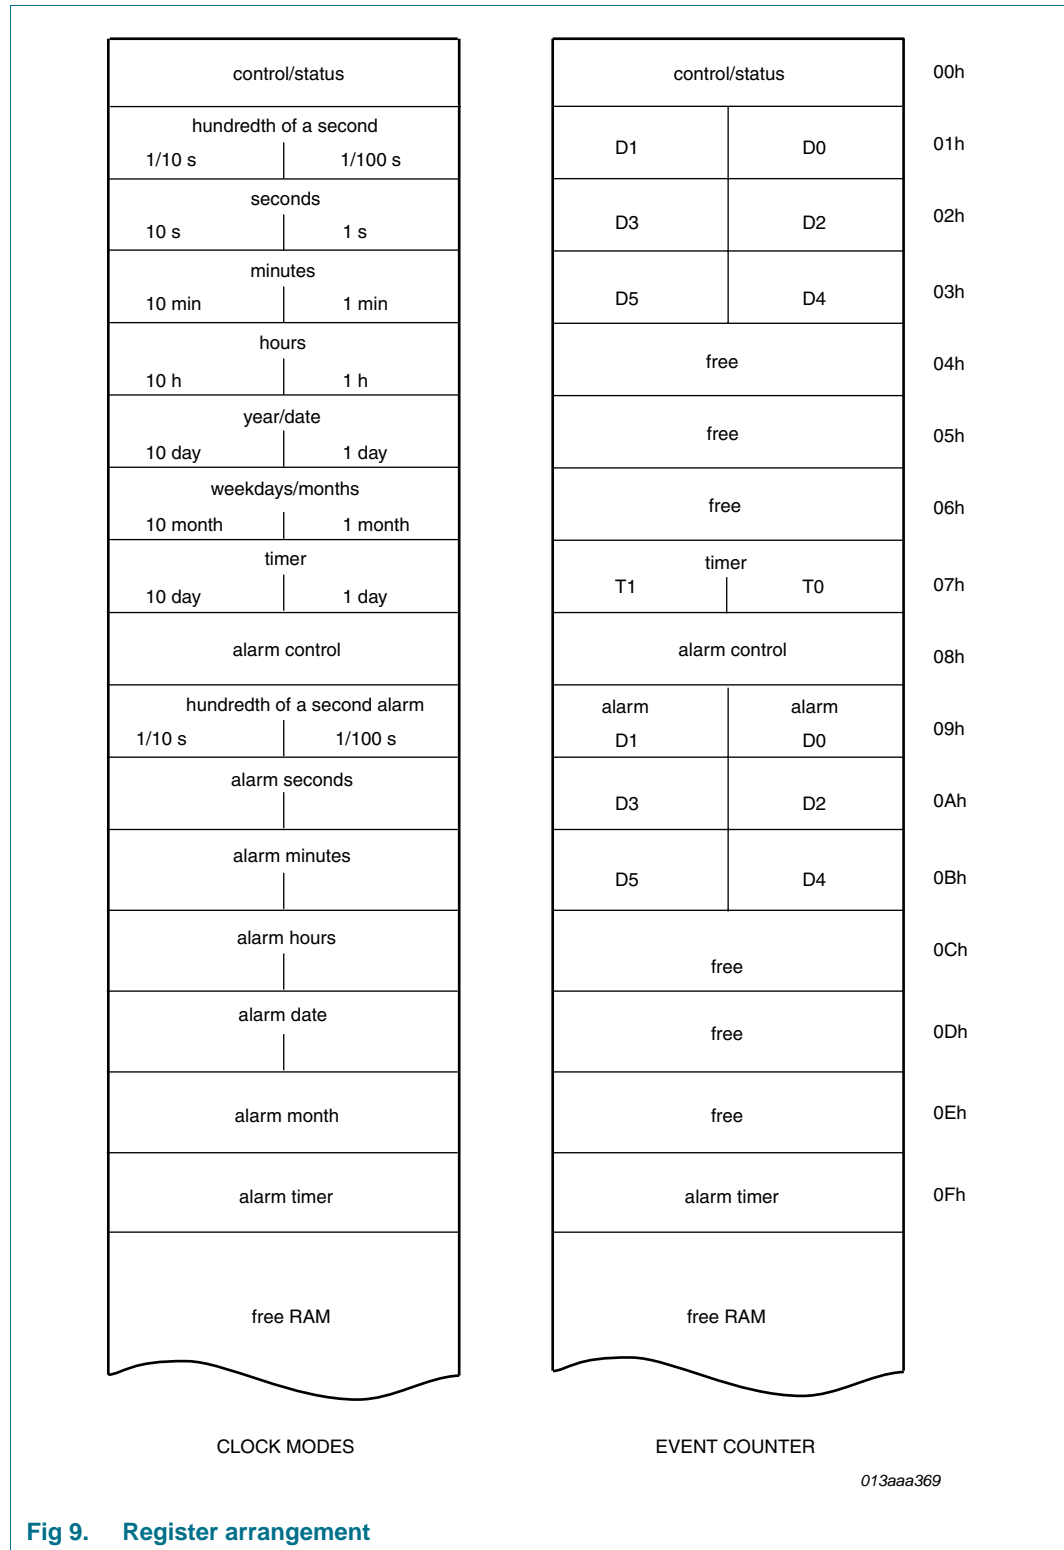 control/status control/status 00h
hundredth of a second
1/10 s 1/100 s D1 D0 01h
seconds
10 s 1 s D3 D2 02h
minutes
10 min 1 min D5 D4 03h
hours
10 h 1 h free 04h
year/date
10 day 1 day free 05h
weekdays/months
10 month 1 month free 06h
timer timer
10 day 1 day T1 T0 07h
alarm control alarm control 08h
hundredth of a second alarm alarm alarm
1/10 s 1/100 s D1 D0 09h
alarm seconds
D3 D2 0Ah
alarm minutes
D5 D4 0Bh
alarm hours
free 0Ch
alarm date
free 0Dh
alarm month free 0Eh
alarm timer alarm timer 0Fh
free RAM free RAM
CLOCK MODES EVENT COUNTER
013aaa369
Fig 9. Register arrangement